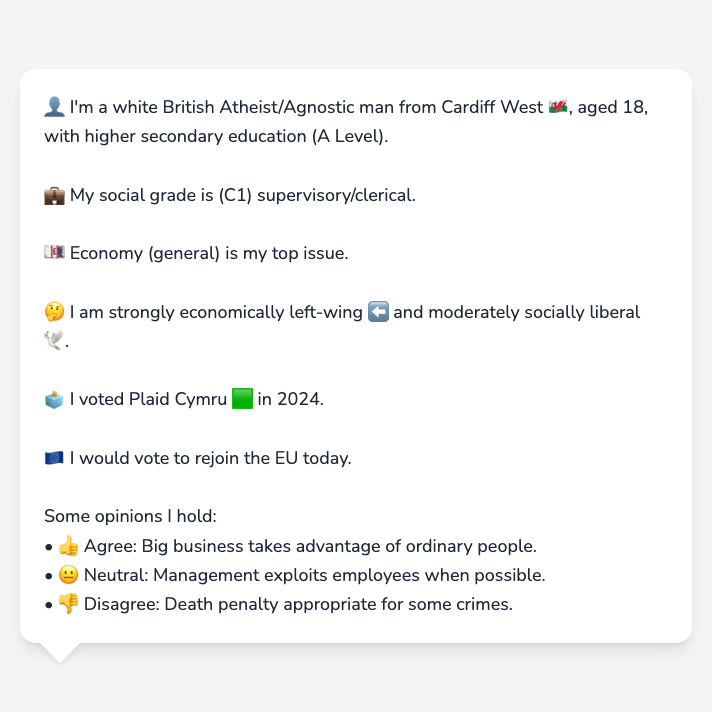 👤 I'm a white British Atheist/Agnostic man from Cardiff West 🏴󠁧󠁢󠁷󠁬󠁳󠁿, aged 18,
with higher secondary education (A Level).
💼 My social grade is (C1) supervisory/clerical.
💷 Economy (general) is my top issue.
🤔 I am strongly economically left-wing ⬅️ and moderately socially liberal
🕊️.
🗳️ I voted Plaid Cymru 🟩 in 2024.
🇪🇺 I would vote to rejoin the EU today.
Some opinions I hold:
• 👍 Agree: Big business takes advantage of ordinary people.
• 😐 Neutral: Management exploits employees when possible.
• 👎 Disagree: Death penalty appropriate for some crimes.